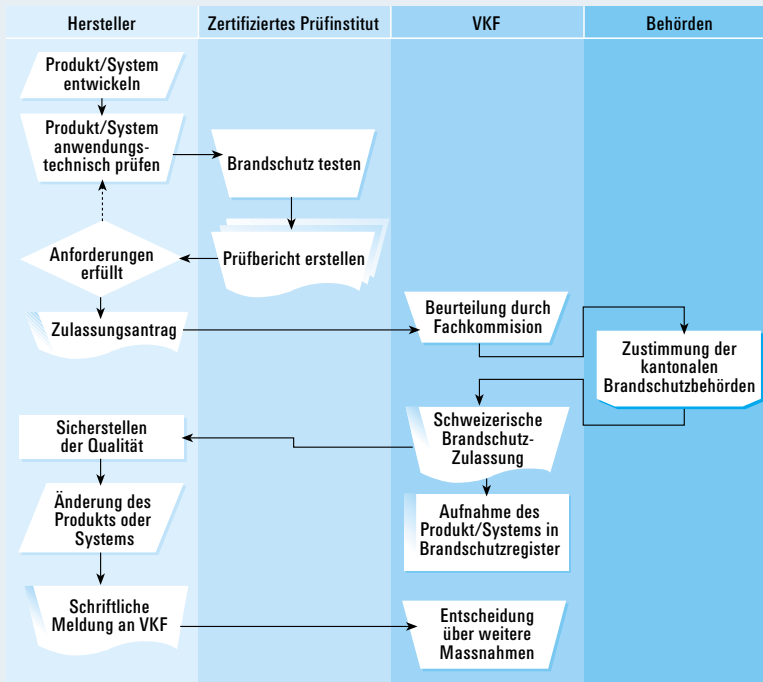 Hersteller
Zertifiziertes Prüfinstitut
VKF
Behörden
Produkt/System
entwickeln
Produkt/System
anwendungs-
technisch prüfen
Brandschutz testen
Anforderungen
erfüllt
Prüfbericht erstellen
Zulassungsantrag
Beurteilung durch
Fachkommision
Zustimmung der
kantonalen
Brandschutzbehörden
Sicherstellen
der Qualität
Schweizerische
Brandschutz-
Zulassung
Änderung des
Produkts oder
Systems
Aufnahme des
Produkt/Systems in
Brandschutzregister
Schriftliche
Meldung an VKF
Entscheidung
über weitere
Massnahmen